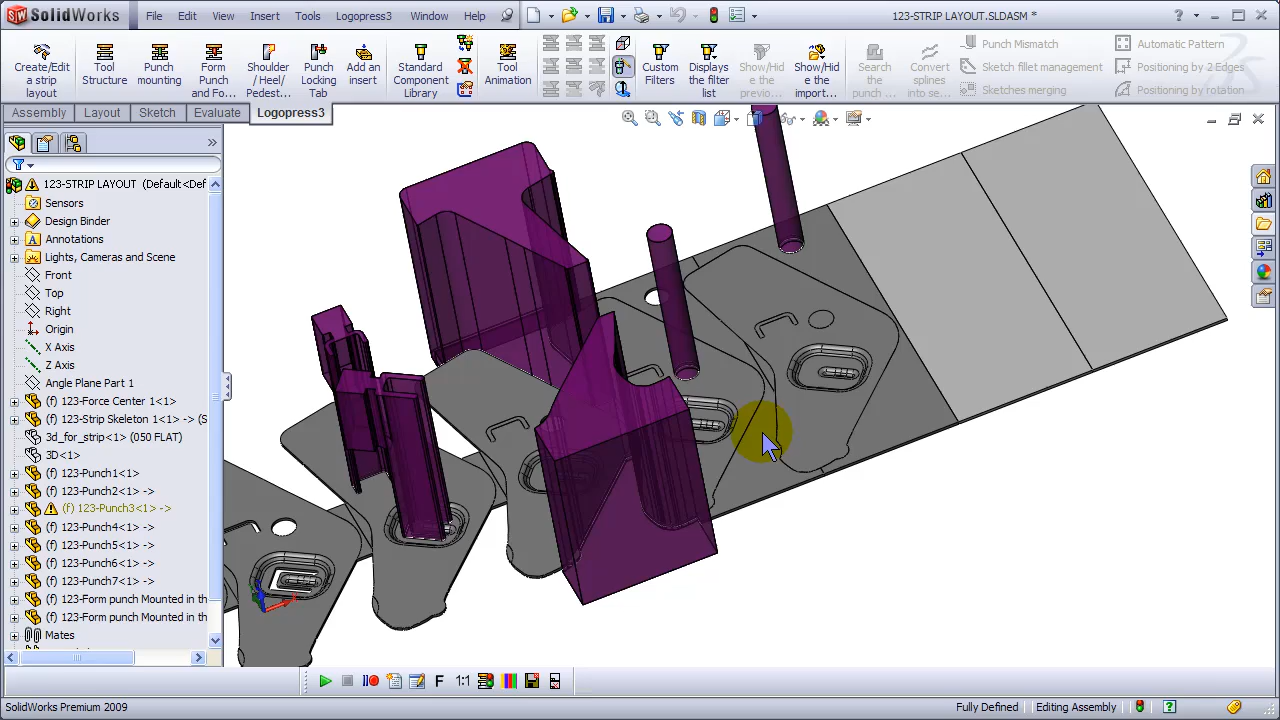 SolidWorks File Edit View Insert Tools Logopress3 Window Help 123-STRIP LAYOUT.SLDASM *
Create/Edit a strip layout
Tool Structure
Punch mounting
Form Punch and Fo...
Shoulder/ Heel/ Pedest...
Punch Locking Tab
Add an insert
Standard Component Library
Tool Animation
Custom Filters
Displays the filter list
Show/Hide the previo...
Show/Hide the import...
Search the punch ...
Convert splines into se...
Punch Mismatch
Sketch filet management
Sketches merging
Automatic Pattern
Positioning by 2 Edges
Positioning by rotation
Assembly Layout Sketch Evaluate Logopress3
123-STRIP LAYOUT (Default<Def
Sensors
Design Binder
Annotations
Lights, Cameras and Scene
Front
Top
Right
Origin
X Axis
Z Axis
Angle Plane Part 1
(f) 123-Force Center 1<1>
(f) 123-Strip Skeleton 1<1> -> (S
3d_for_strip<1> (050 FLAT)
3D<1>
(f) 123-Punch1<1>
(f) 123-Punch2<1> ->
(f) 123-Punch3<1> ->
(f) 123-Punch4<1> ->
(f) 123-Punch5<1> ->
(f) 123-Punch6<1> ->
(f) 123-Punch7<1> ->
(f) 123-Form punch Mounted in th
(f) 123-Form punch Mounted in th
Mates
F 1:1
SolidWorks Premium 2009 Fully Defined Editing Assembly